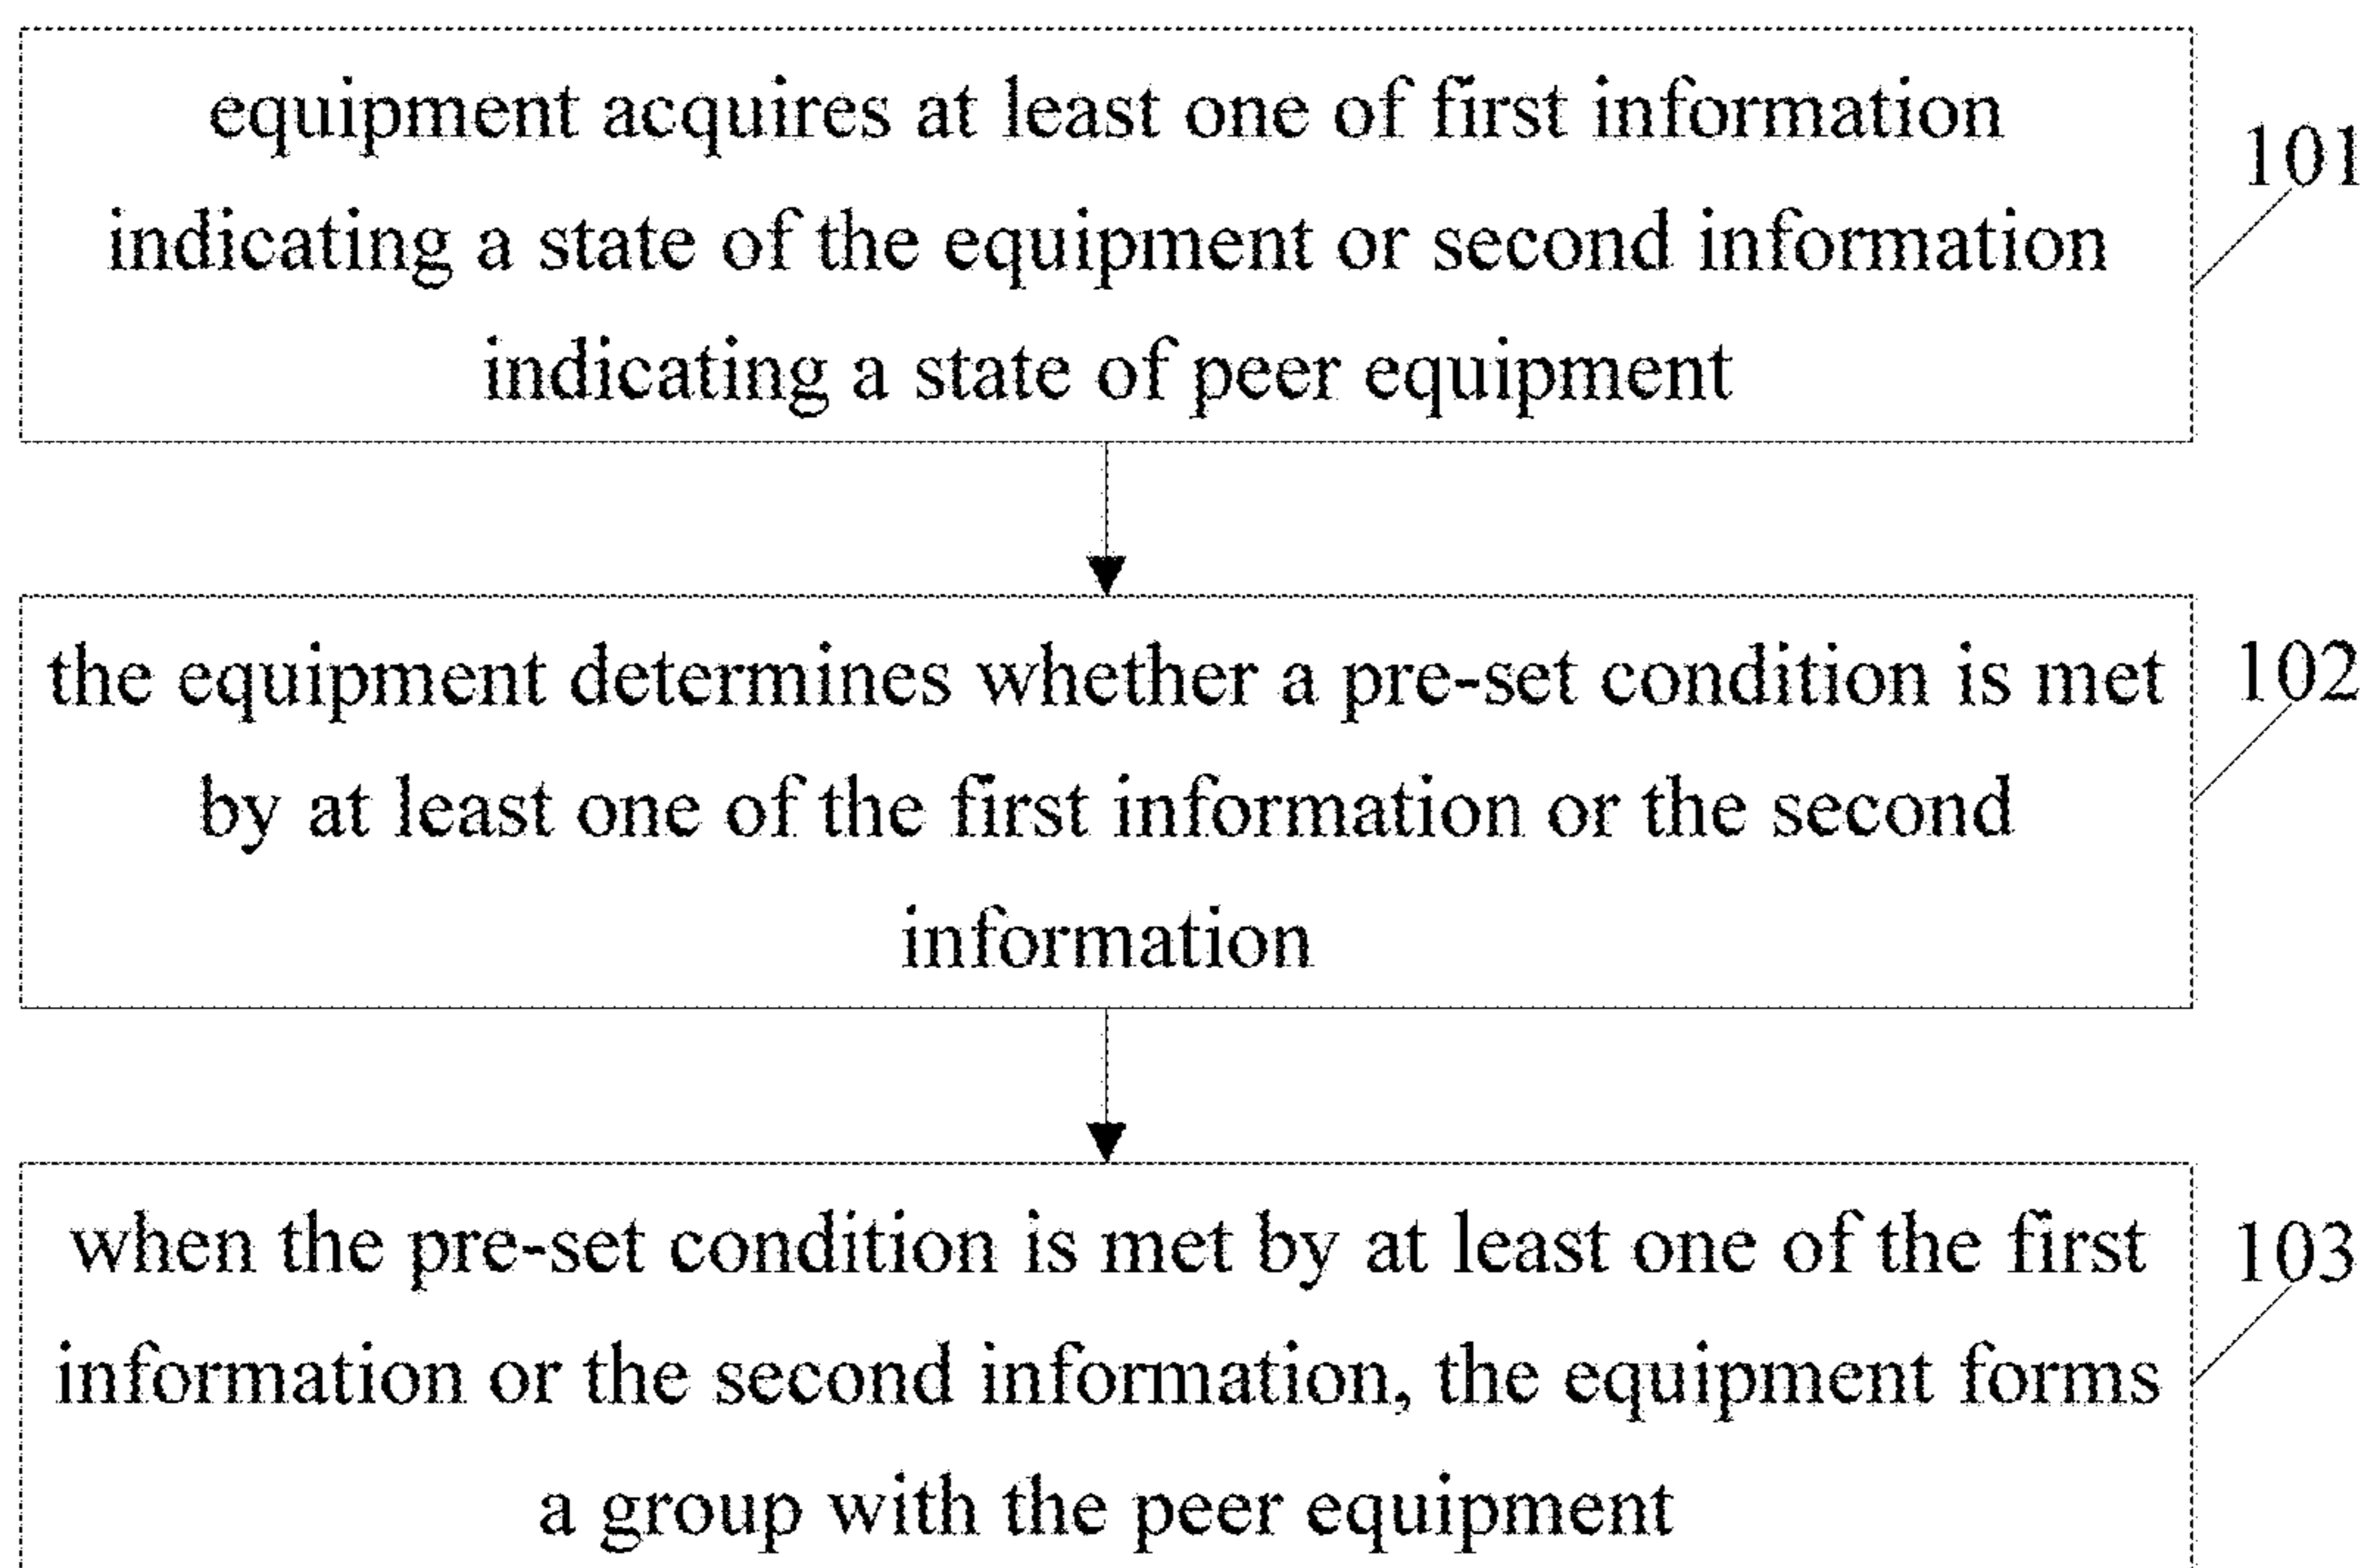 equipment acquires at least one of first information
101
indicating a state of the equipment or second information
indicating a state of peer equipment
the equipment determines whether a pre-set condition is met
102
by at least one of the first information or the second
information
when the pre-set condition is met by at least one of the first
103
information or the second information, the equipment forms
a group with the peer equipment